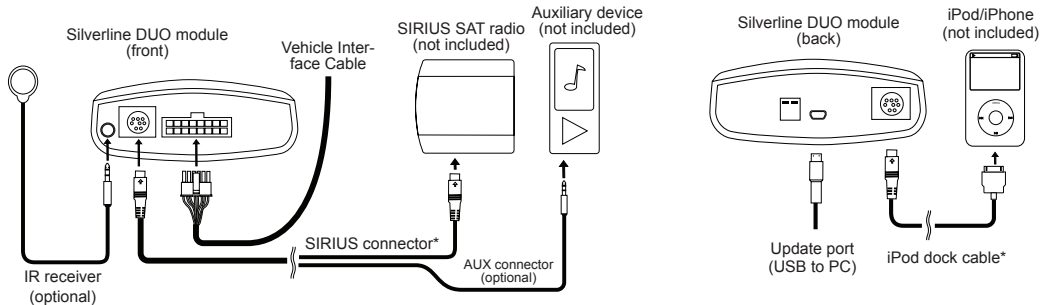 Silverline DUO module
(front)
Vehicle Inter-
face Cable
SIRIUS SAT radio
(not included)
Auxiliary device
(not included)
IR receiver
(optional)
SIRIUS connector*
AUX connector
(optional)
Silverline DUO module
(back)
iPod/iPhone
(not included)
Update port
(USB to PC)
iPod dock cable*